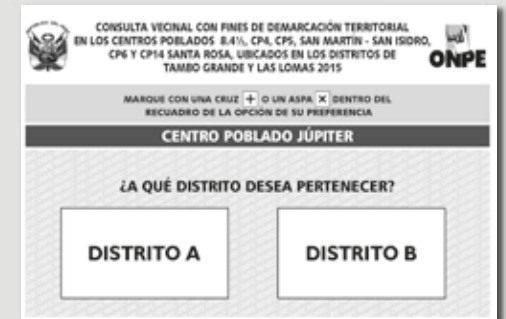 CONSULTA VECINAL CON FINES DE DEMARCACIÓN TERRITORIAL
EN LOS CENTROS POBLADOS 8.4½, CP4, CP5, SAN MARTÍN - SAN ISIDRO,
CP6 Y CP14 SANTA ROSA, UBICADOS EN LOS DISTRITOS DE
TAMBO GRANDE Y LAS LOMAS 2015
ONPE
MARQUE CON UNA CRUZ + O UN ASPA X DENTRO DEL
RECUADRO DE LA OPCIÓN DE SU PREFERENCIA
CENTRO POBLADO JÚPITER
¿A QUÉ DISTRITO DESEA PERTENECER?
DISTRITO A
DISTRITO B